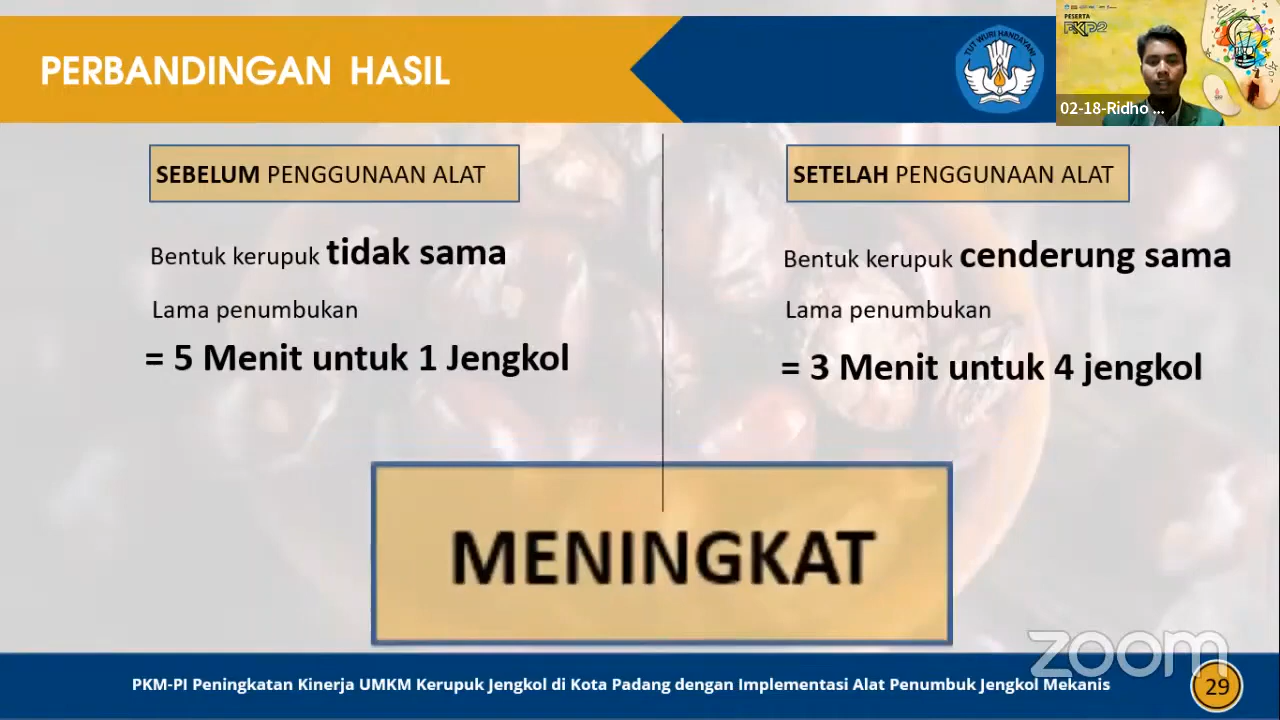 PERBANDINGAN HASIL
TUT WURI HANDAYANI
PESERTA
PKP2
02-18-Ridho ...
SEBELUM PENGGUNAAN ALAT
Bentuk kerupuk tidak sama
Lama penumbukan
= 5 Menit untuk 1 Jengkol
SETELAH PENGGUNAAN ALAT
Bentuk kerupuk cenderung sama
Lama penumbukan
= 3 Menit untuk 4 jengkol
MENINGKAT
zoom
PKM-PI Peningkatan Kinerja UMKM Kerupuk Jengkol di Kota Padang dengan Implementasi Alat Penumbuk Jengkol Mekanis
29